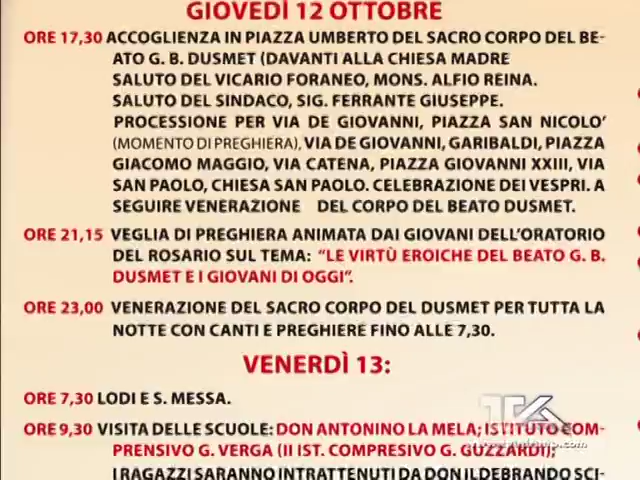 GIOVEDÌ 12 OTTOBRE
ORE 17,30 ACCOGLIENZA IN PIAZZA UMBERTO DEL SACRO CORPO DEL BE-
ATO G. B. DUSMET (DAVANTI ALLA CHIESA MADRE
SALUTO DEL VICARIO FORANEO, MONS. ALFIO REINA.
SALUTO DEL SINDACO, SIG. FERRANTE GIUSEPPE.
PROCESSIONE PER VIA DE GIOVANNI, PIAZZA SAN NICOLO'
(MOMENTO DI PREGHIERA), VIA DE GIOVANNI, GARIBALDI, PIAZZA
GIACOMO MAGGIO, VIA CATENA, PIAZZA GIOVANNI XXIII, VIA
SAN PAOLO, CHIESA SAN PAOLO. CELEBRAZIONE DEI VESPRI. A
SEGUIRE VENERAZIONE DEL CORPO DEL BEATO DUSMET.
ORE 21,15 VEGLIA DI PREGHIERA ANIMATA DAI GIOVANI DELL'ORATORIO
DEL ROSARIO SUL TEMA: "LE VIRTÙ EROICHE DEL BEATO G. B.
DUSMET E I GIOVANI DI OGGI".
ORE 23,00 VENERAZIONE DEL SACRO CORPO DEL DUSMET PER TUTTA LA
NOTTE CON CANTI E PREGHIERE FINO ALLE 7,30.
VENERDÌ 13:
ORE 7,30 LODI E S. MESSA.
ORE 9,30 VISITA DELLE SCUOLE: DON ANTONINO LA MELA; ISTITUTO COM-
PRENSIVO G. VERGA (II IST. COMPRESIVO G. GUZZARDI);
I RAGAZZI SARANNO INTRATTENUTI DA DON ILDEBRANDO SCI-